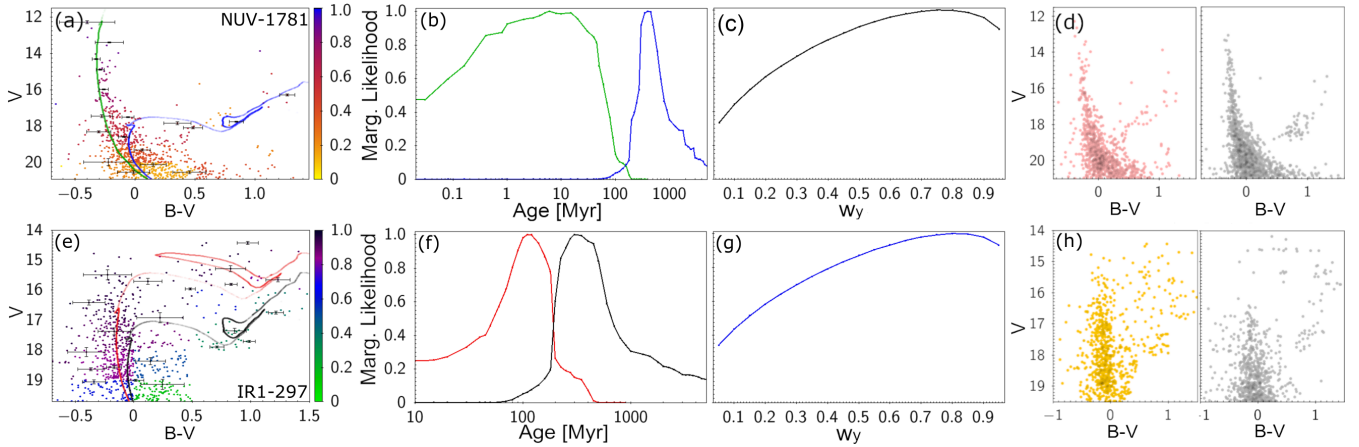 (a) NUV-1781
V
12
14
16
18
20
−0.5 0 0.5 1.0
B-V
1.0
0.8
0.6
0.4
0.2
0
(b)
Marg. Likelihood
1.0
0.8
0.6
0.4
0.2
0
0.1 1 10 100 1000
Age [Myr]
(c)
0.1 0.2 0.3 0.4 0.5 0.6 0.7 0.8 0.9
wy
(d)
V
12
14
16
18
20
0 1
B-V
0 1
B-V
(e)
V
14
15
16
17
18
19
−0.5 0.0 0.5 1.0 1.5
B-V
IR1-297
1.0
0.8
0.6
0.4
0.2
0
(f)
Marg. Likelihood
1.0
0.8
0.6
0.4
0.2
0
10 100 1000
Age [Myr]
(g)
0.1 0.2 0.3 0.4 0.5 0.6 0.7 0.8 0.9
wy
(h)
V
14
15
16
17
18
19
−1 0 1
B-V
−1 0 1
B-V